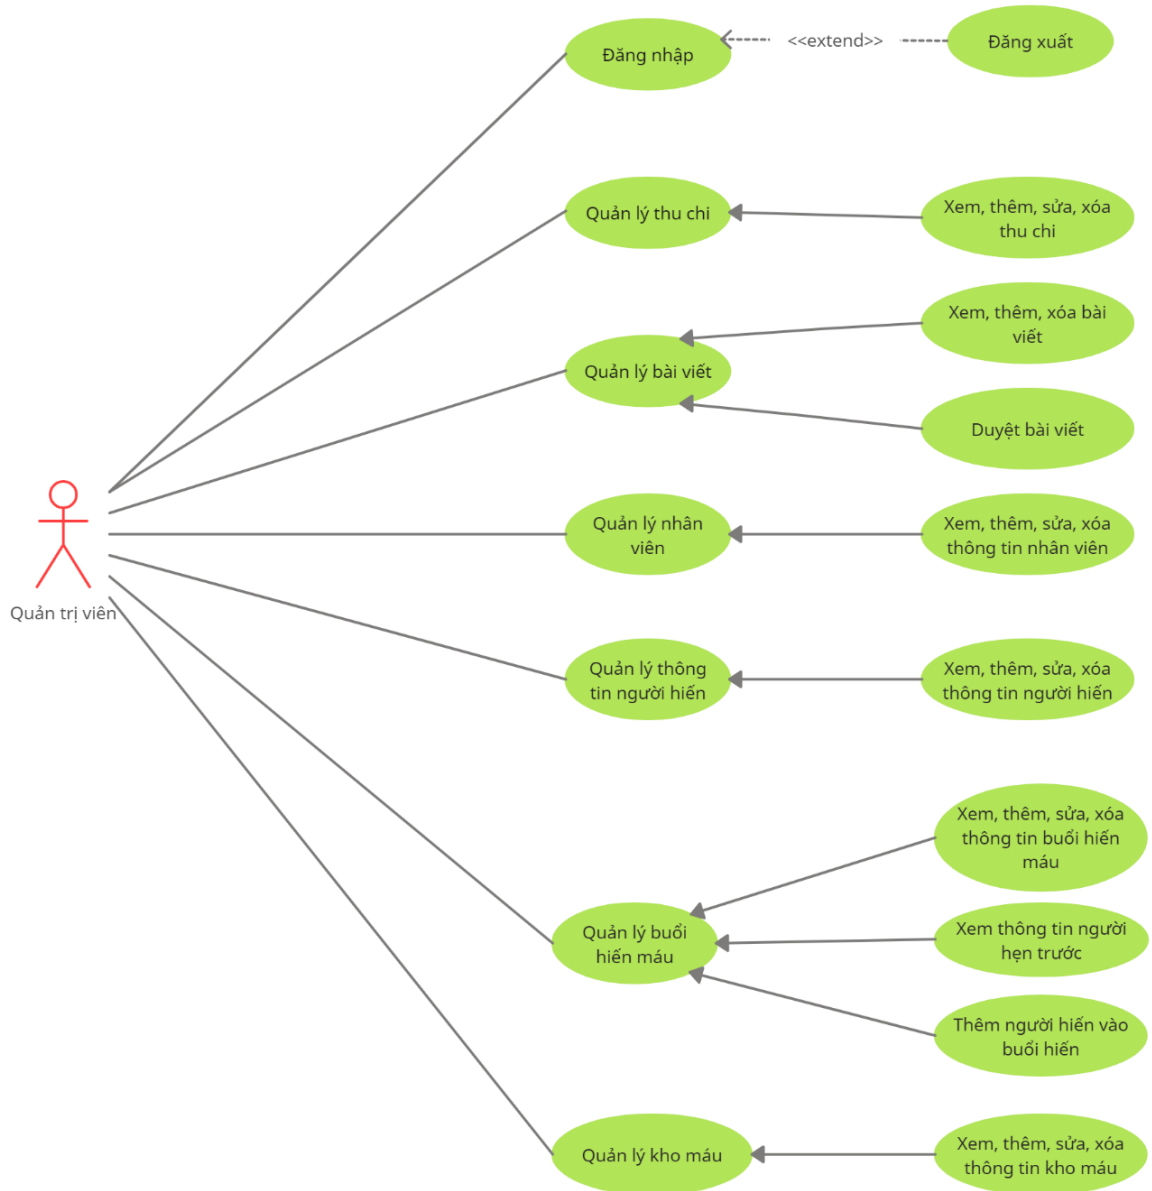 Đăng nhập
<<extend>>
Đăng xuất
Quản lý thu chi
Xem, thêm, sửa, xóa
thu chi
Quản lý bài viết
Xem, thêm, xóa bài
viết
Duyệt bài viết
Quản trị viên
Quản lý nhân
viên
Xem, thêm, sửa, xóa
thông tin nhân viên
Quản lý thông
tin người hiến
Xem, thêm, sửa, xóa
thông tin người hiến
Quản lý buổi
hiến máu
Xem, thêm, sửa, xóa
thông tin buổi hiến
máu
Xem thông tin người
hẹn trước
Thêm người hiến vào
buổi hiến
Quản lý kho máu
Xem, thêm, sửa, xóa
thông tin kho máu